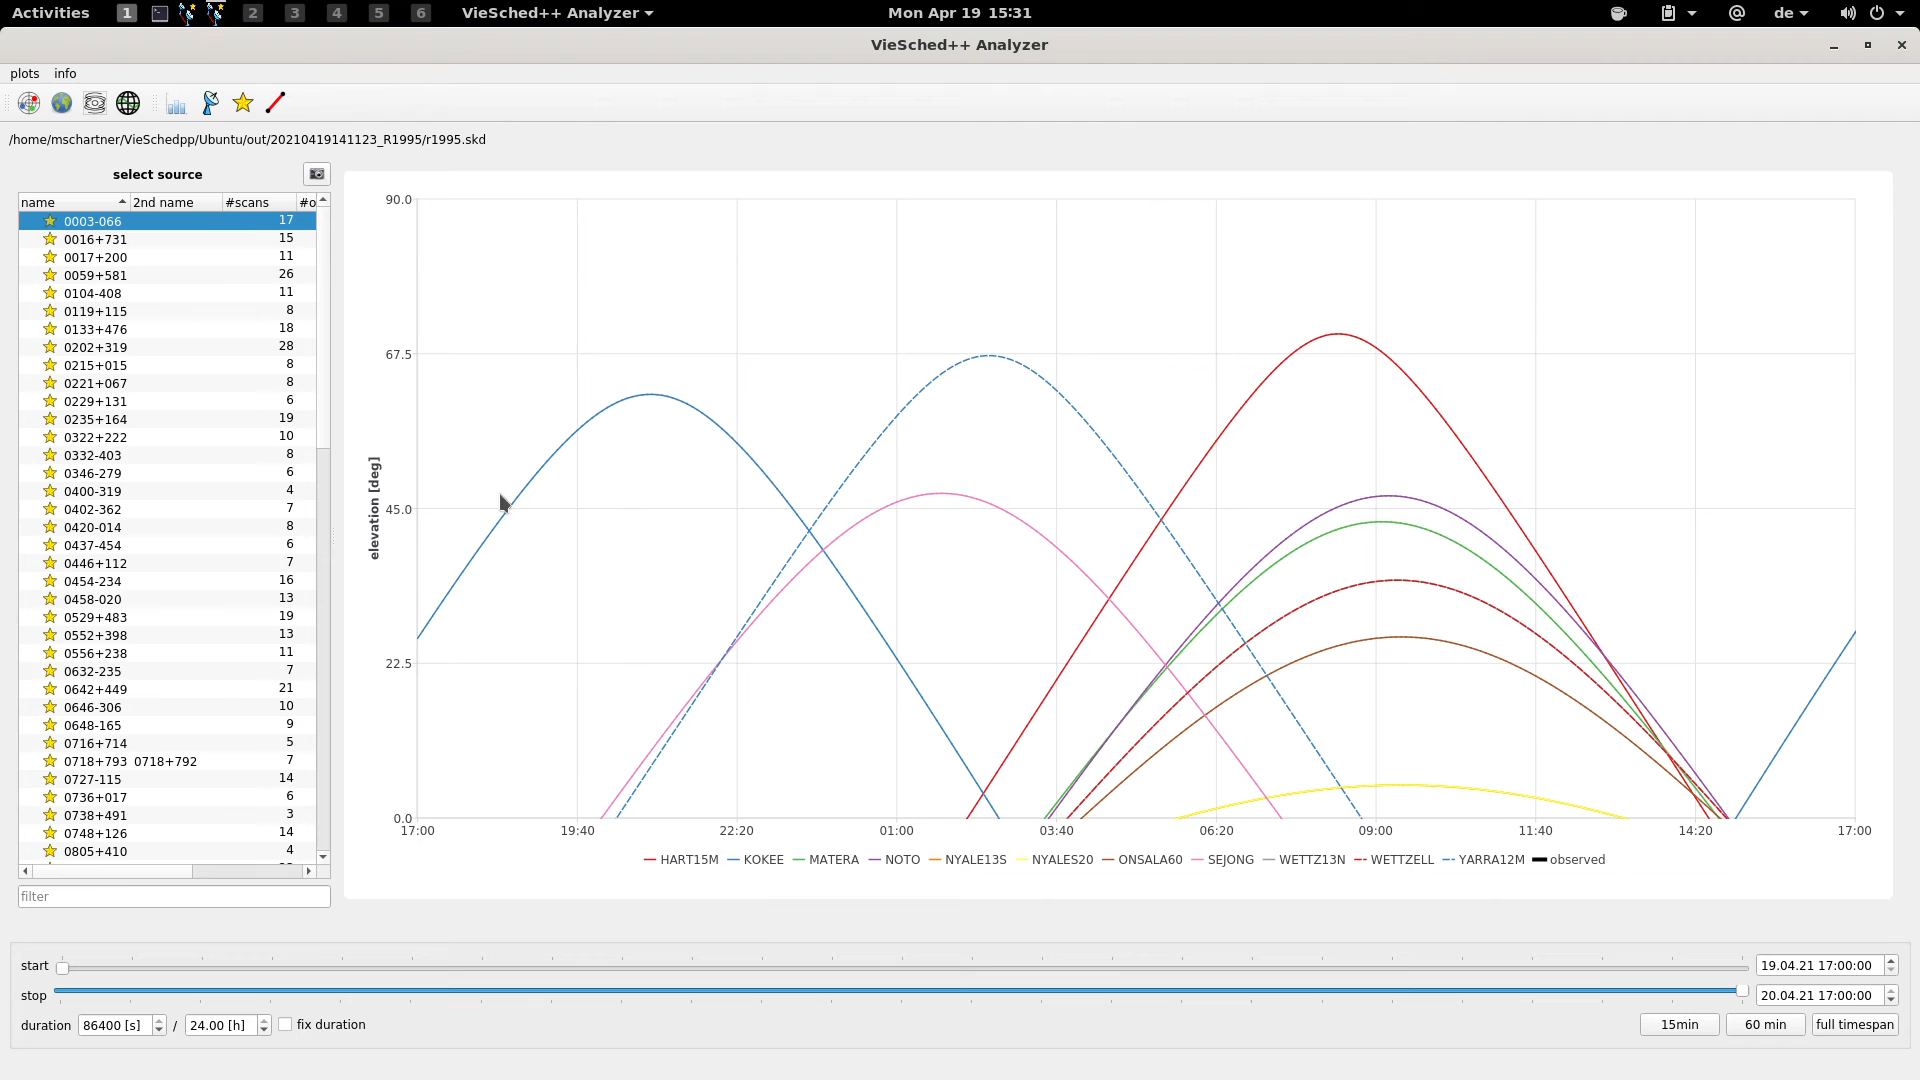 Activities 1 2 3 4 5 6 VieSched++ Analyzer Mon Apr 19 15:31 de
VieSched++ Analyzer
plots info
/home/mschartner/VieSchedpp/Ubuntu/out/20210419141123_R1995/r1995.skd
select source
name 2nd name #scans #o
0003-066 17
0016+731 15
0017+200 11
0059+581 26
0104-408 11
0119+115 8
0133+476 18
0202+319 28
0215+015 8
0221+067 8
0229+131 6
0235+164 19
0322+222 10
0332-403 8
0346-279 6
0400-319 4
0402-362 7
0420-014 8
0437-454 6
0446+112 7
0454-234 16
0458-020 13
0529+483 19
0552+398 13
0556+238 11
0632-235 7
0642+449 21
0646-306 10
0648-165 9
0716+714 5
0718+793 0718+792 7
0727-115 14
0736+017 6
0738+491 3
0748+126 14
0805+410 4
filter
90.0
67.5
45.0
22.5
0.0
elevation [deg]
17:00 19:40 22:20 01:00 03:40 06:20 09:00 11:40 14:20 17:00
HART15M KOKEE MATERA NOTO NYALE13S NYALES20 ONSALA60 SEJONG WETTZ13N WETTZELL YARRA12M observed
start 19.04.21 17:00:00
stop 20.04.21 17:00:00
duration 86400 [s] / 24.00 [h] fix duration 15min 60 min full timespan